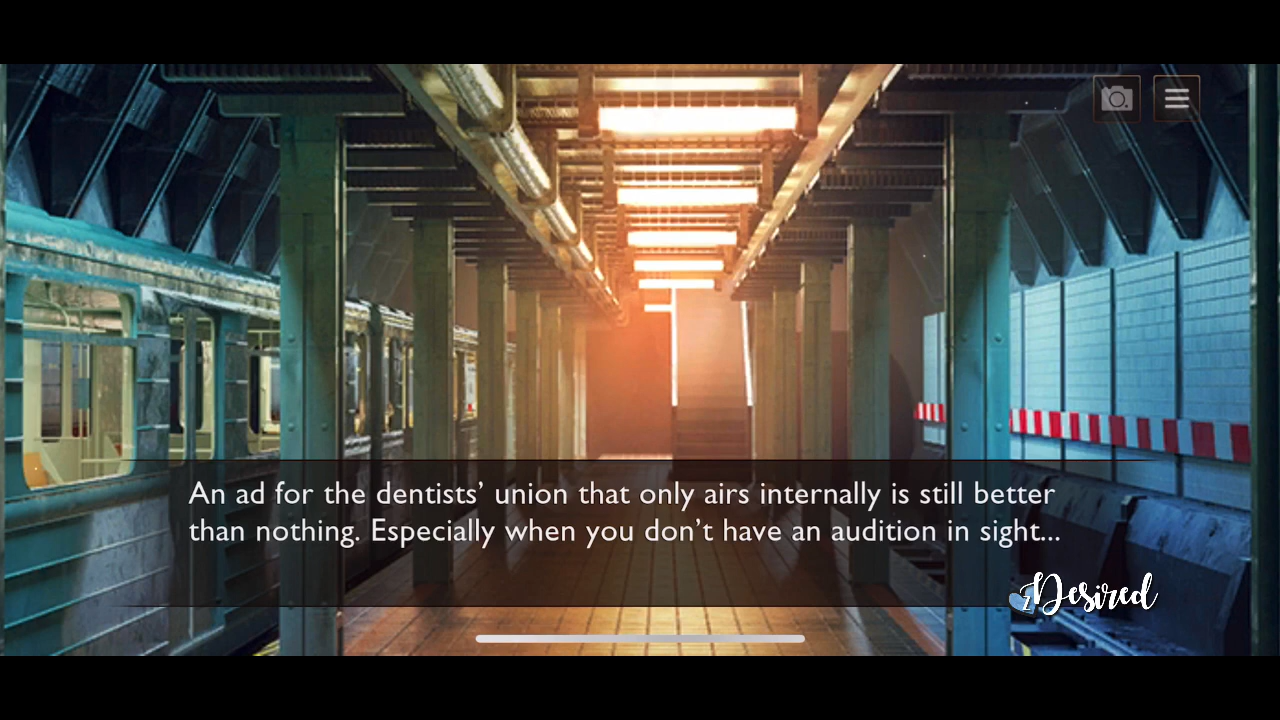 An ad for the dentists’ union that only airs internally is still better
than nothing. Especially when you don’t have an audition in sight...
Desired